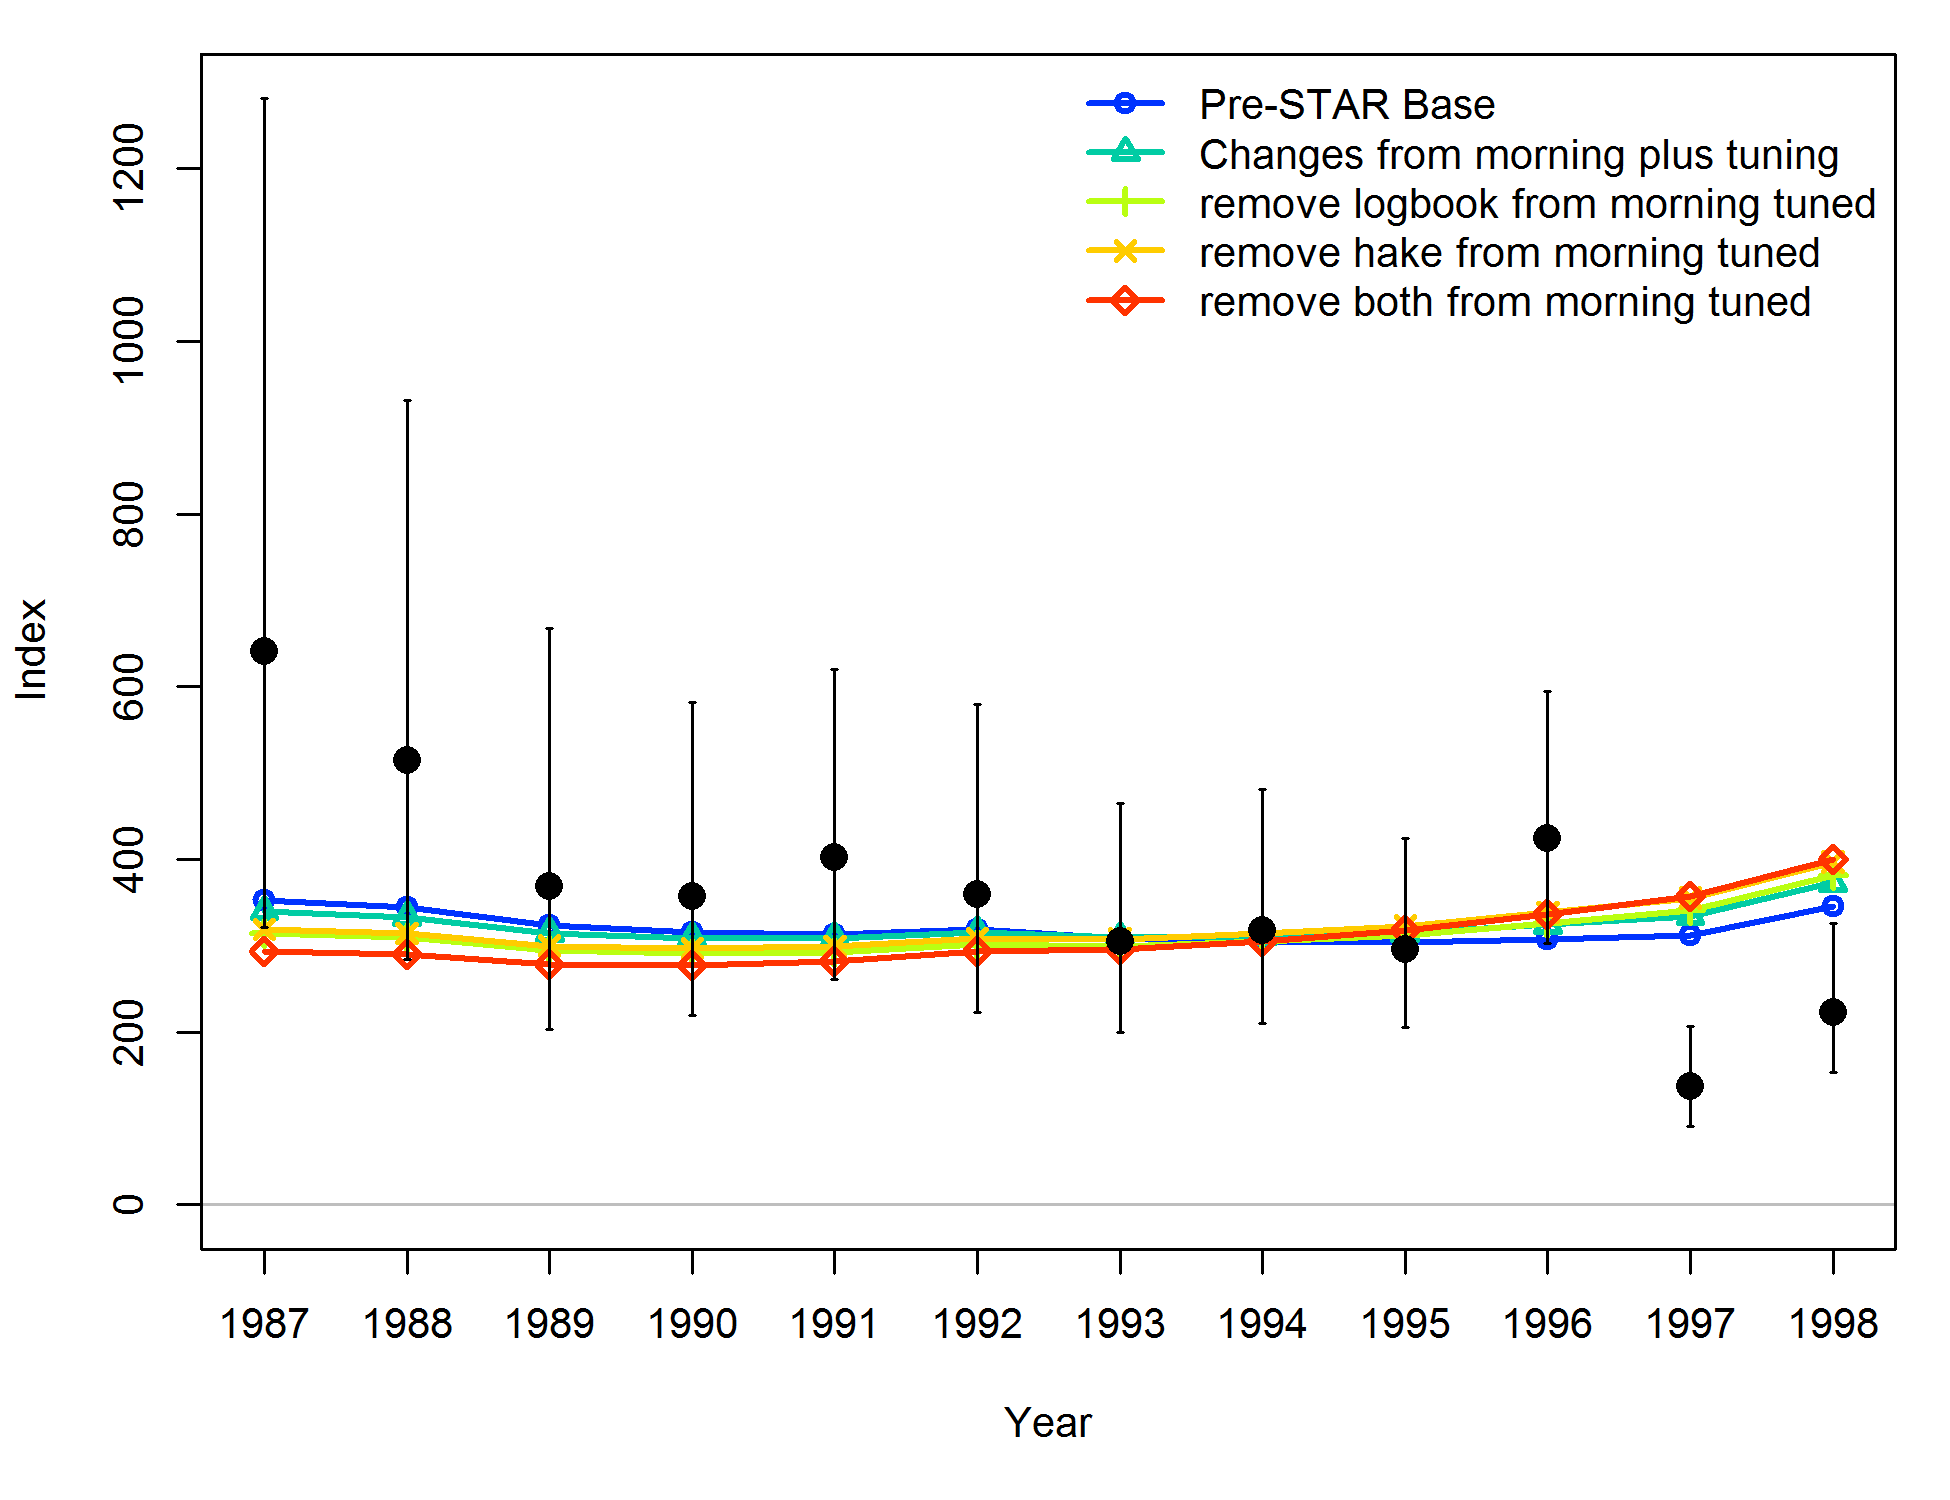 Pre-STAR Base
Changes from morning plus tuning
remove logbook from morning tuned
remove hake from morning tuned
remove both from morning tuned
1200
1000
800
600
400
200
0
Index
1987 1988 1989 1990 1991 1992 1993 1994 1995 1996 1997 1998
Year